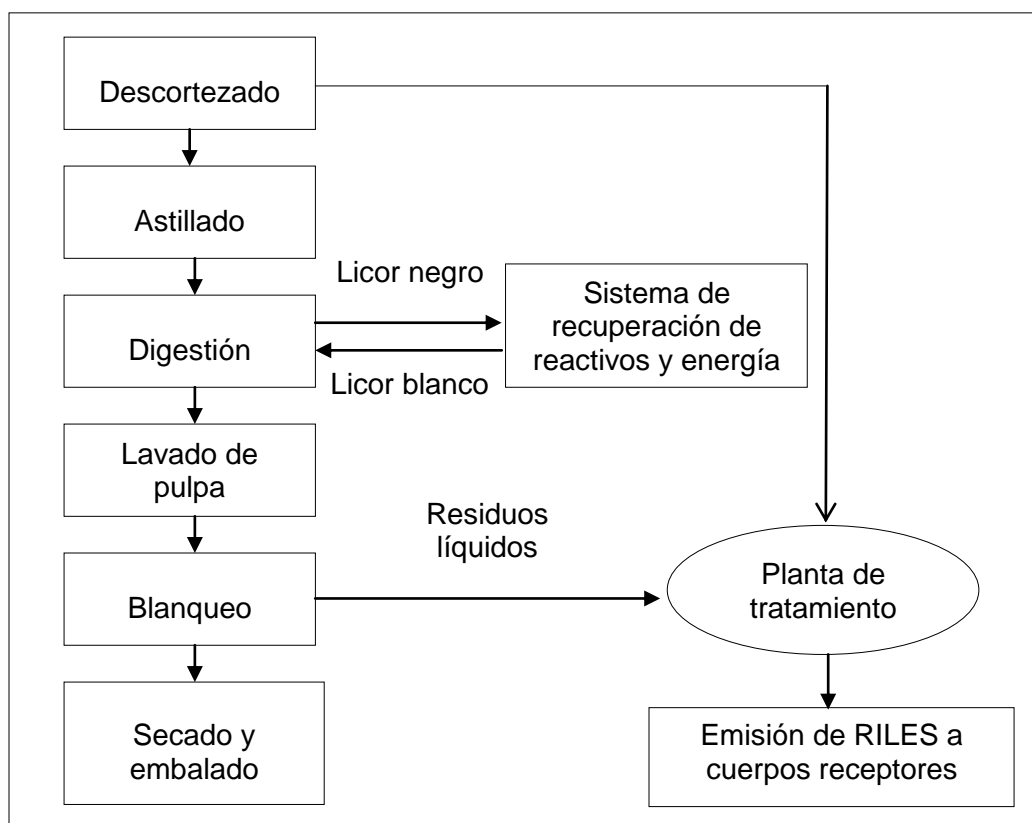 Descortezado
Astillado
Licor negro
Sistema de
recuperación de
reactivos y energía
Digestión
Licor blanco
Lavado de
pulpa
Residuos
líquidos
Planta de
tratamiento
Blanqueo
Secado y
embalado
Emisión de RILES a
cuerpos receptores